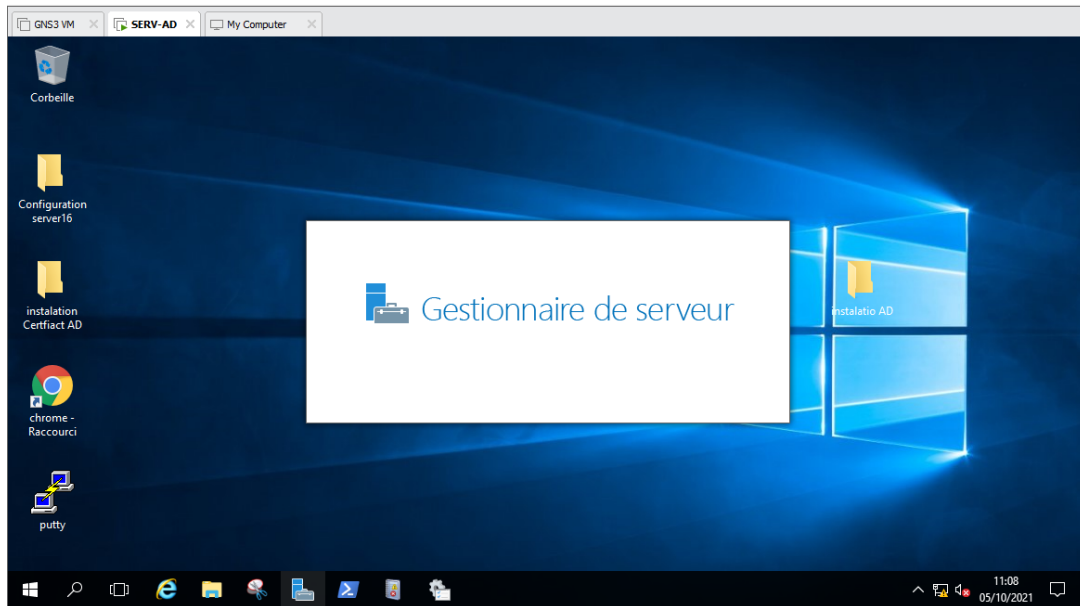 GNS3 VM
SERV-AD
My Computer
Corbeille
Configuration
server16
instalation
Certfiact AD
chrome -
Raccourci
putty
Gestionnaire de serveur
instalatio AD
11:08
05/10/2021